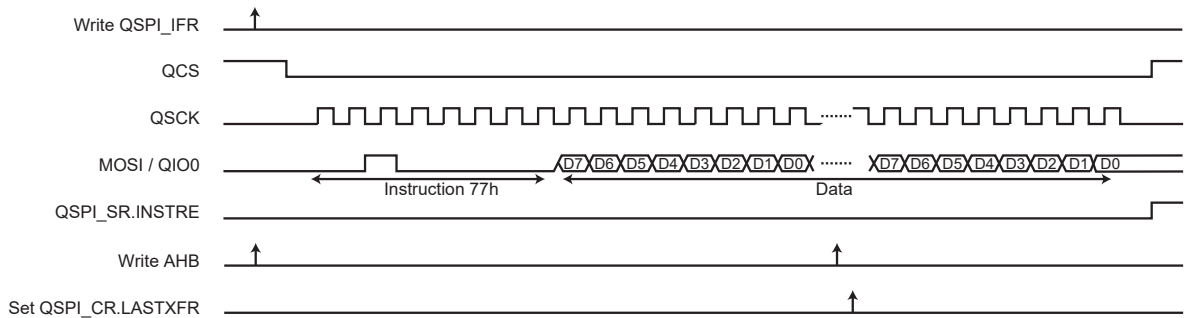 Write QSPI_IFR
QCS
QSCK
MOSI / QIO0
D7 D6 D5 D4 D3 D2 D1 D0 D7 D6 D5 D4 D3 D2 D1 D0
Instruction 77h Data
QSPI_SR.INSTRE
Write AHB
Set QSPI_CR.LASTXFR